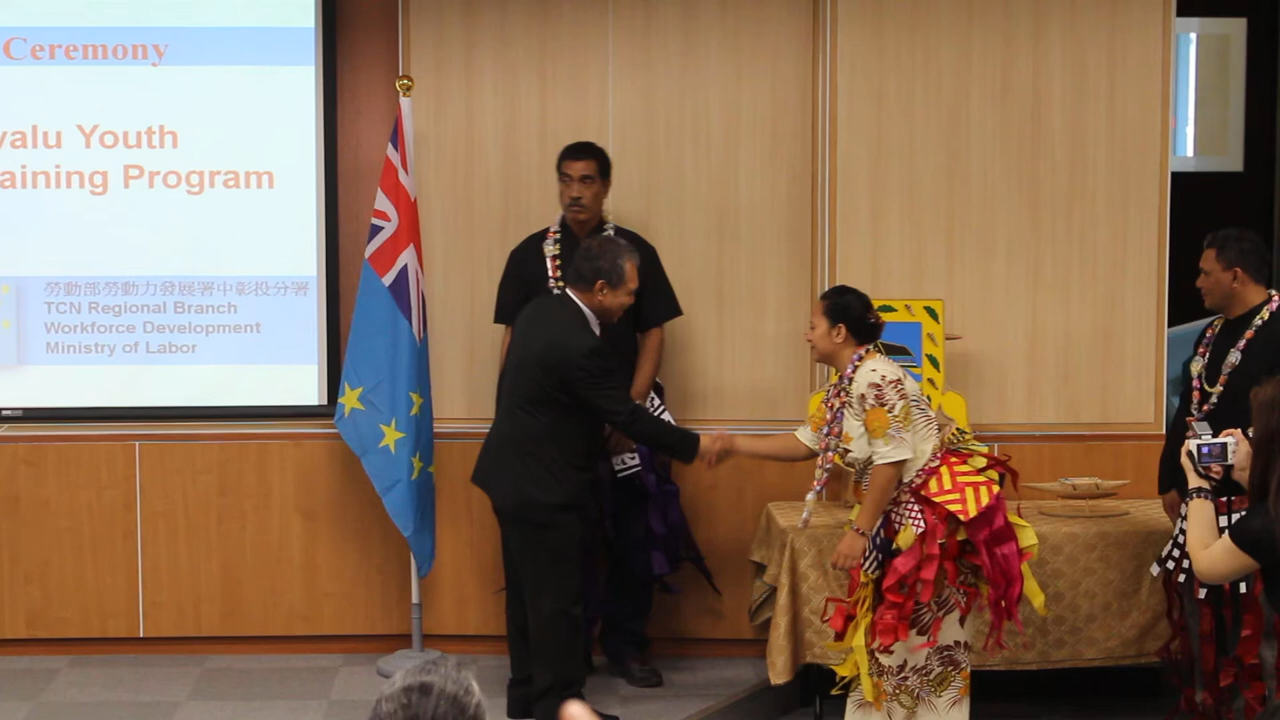 Ceremony
valu Youth
aining Program
勞動部勞動力發展署中彰投分署
TCN Regional Branch
Workforce Development
Ministry of Labor